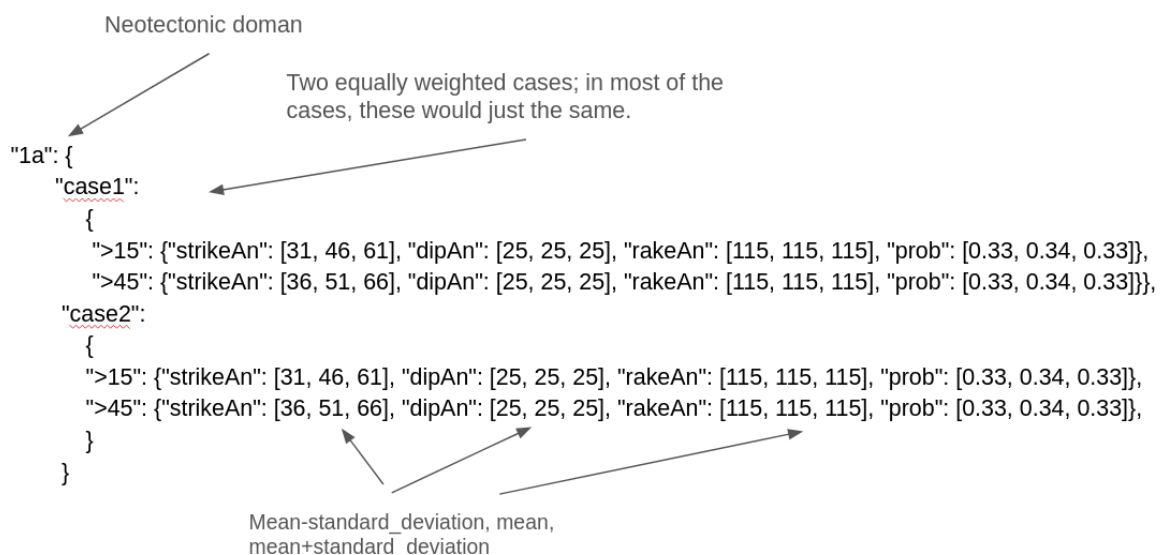 Neotectonic doman
Two equally weighted cases; in most of the
cases, these would just the same.
"1a": {
"case1":
{
">15": {"strikeAn": [31, 46, 61], "dipAn": [25, 25, 25], "rakeAn": [115, 115, 115], "prob": [0.33, 0.34, 0.33]},
">45": {"strikeAn": [36, 51, 66], "dipAn": [25, 25, 25], "rakeAn": [115, 115, 115], "prob": [0.33, 0.34, 0.33]}},
"case2":
{
">15": {"strikeAn": [31, 46, 61], "dipAn": [25, 25, 25], "rakeAn": [115, 115, 115], "prob": [0.33, 0.34, 0.33]},
">45": {"strikeAn": [36, 51, 66], "dipAn": [25, 25, 25], "rakeAn": [115, 115, 115], "prob": [0.33, 0.34, 0.33]},
}
}
Mean-standard_deviation, mean,
mean+standard_deviation